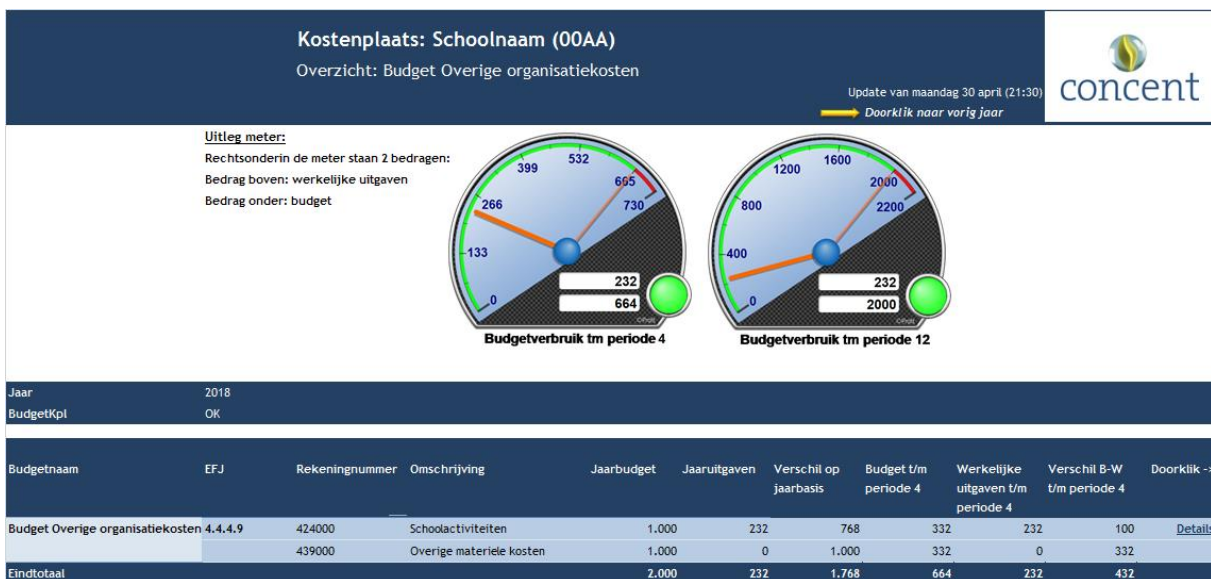 Kostenplaats: Schoolnaam (00AA)
Overzicht: Budget Overige organisatiekosten
Update van maandag 30 april (21:30)
Doorklik naar vorig jaar
concent
Uitleg meter:
Rechtsonderin de meter staan 2 bedragen:
Bedrag boven: werkelijke uitgaven
Bedrag onder: budget
0
133
266
399
532
665
730
232
664
Budgetverbruik tm periode 4
0
400
800
1200
1600
2000
2200
232
2000
Budgetverbruik tm periode 12
Jaar 2018
BudgetKpl OK
Budgetnaam EFJ Rekeningnummer Omschrijving Jaarbudget Jaaruitgaven Verschil op jaarbasis Budget t/m periode 4 Werkelijke uitgaven t/m periode 4 Verschil B-W t/m periode 4 Doorklik ->
Budget Overige organisatiekosten 4.4.4.9 424000 Schoolactiviteiten 1.000 232 768 332 232 100 Details
439000 Overige materiele kosten 1.000 0 1.000 332 0 332
Eindtotaal 2.000 232 1.768 664 232 432